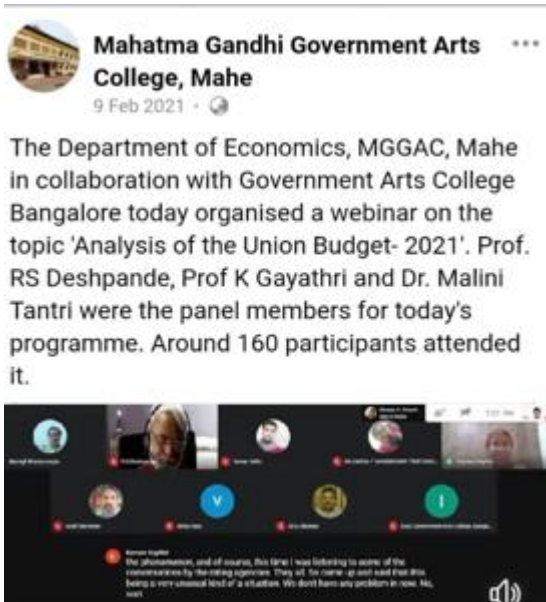 Mahatma Gandhi Government Arts
College, Mahe
9 Feb 2021 ·
The Department of Economics, MGGAC, Mahe
in collaboration with Government Arts College
Bangalore today organised a webinar on the
topic 'Analysis of the Union Budget- 2021'. Prof.
RS Deshpande, Prof K Gayathri and Dr. Malini
Tantri were the panel members for today's
programme. Around 160 participants attended
it.
V
I
the phenomenon, and of course, this time I was listening to some of the
conversations by the rating agencies. They all. So came up and said that this
being a very unusual kind of a situation. We don't have any problem in now. No,
wait